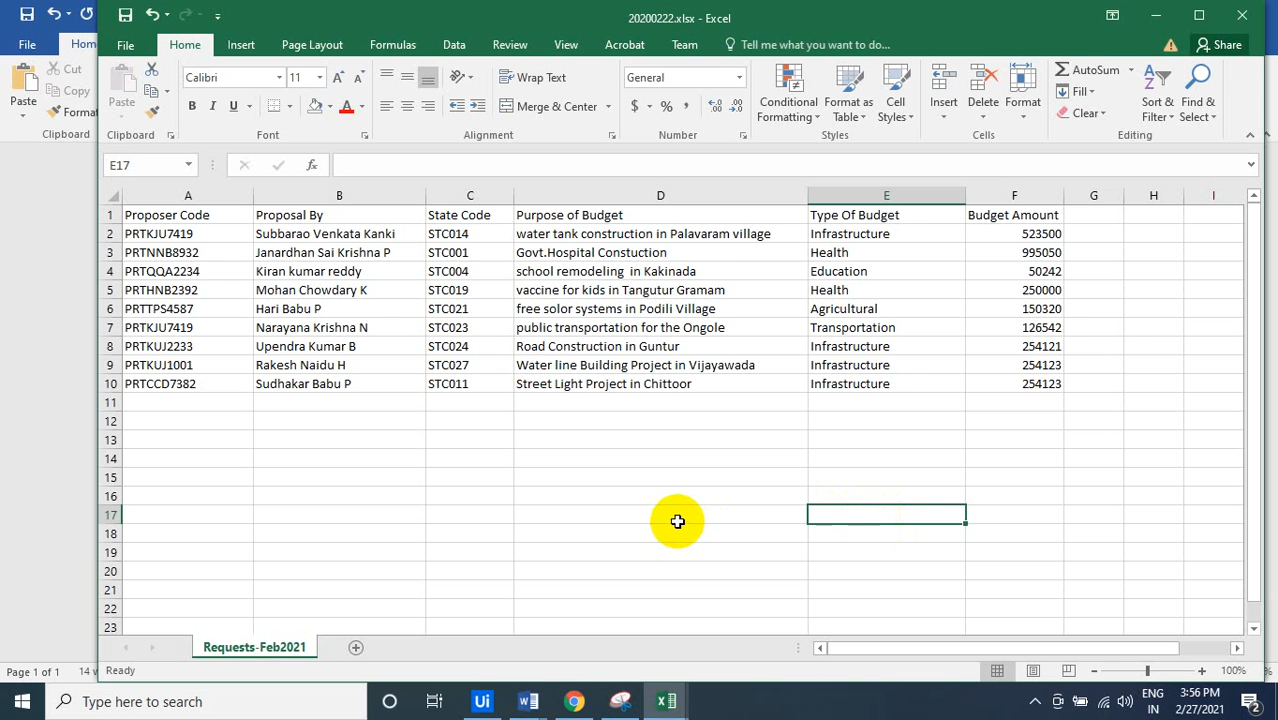 20200222.xlsx - Excel
File Home Insert Page Layout Formulas Data Review View Acrobat Team Tell me what you want to do... Share
File Home
Cut
Copy
Format
Paste
Clipboard
Paste Calibri 11 Wrap Text General
B I U Merge & Center $ % ,
Conditional Formatting Format as Table Cell Styles Insert Delete Format
AutoSum
Fill
Clear
Sort & Filter Find & Select
Clipboard Font Alignment Number Styles Cells Editing
E17 fx
A B C D E F G H I
1 Proposer Code Proposal By State Code Purpose of Budget Type Of Budget Budget Amount
2 PRTKJU7419 Subbarao Venkata Kanki STC014 water tank construction in Palavaram village Infrastructure 523500
3 PRTNNB8932 Janardhan Sai Krishna P STC001 Govt.Hospital Constuction Health 995050
4 PRTQQA2234 Kiran kumar reddy STC004 school remodeling in Kakinada Education 50242
5 PRTHNB2392 Mohan Chowdary K STC019 vaccine for kids in Tangutur Gramam Health 250000
6 PRTTPS4587 Hari Babu P STC021 free solor systems in Podili Village Agricultural 150320
7 PRTKJU7419 Narayana Krishna N STC023 public transportation for the Ongole Transportation 126542
8 PRTKUJ2233 Upendra Kumar B STC024 Road Construction in Guntur Infrastructure 254121
9 PRTKUJ1001 Rakesh Naidu H STC027 Water line Building Project in Vijayawada Infrastructure 254123
10 PRTCCD7382 Sudhakar Babu P STC011 Street Light Project in Chittoor Infrastructure 254123
11
12
13
14
15
16
17
18
19
20
21
22
23
Requests-Feb2021
Page 1 of 1 14 Ready 100%
Type here to search Ui ENG IN 3:56 PM 2/27/2021 2